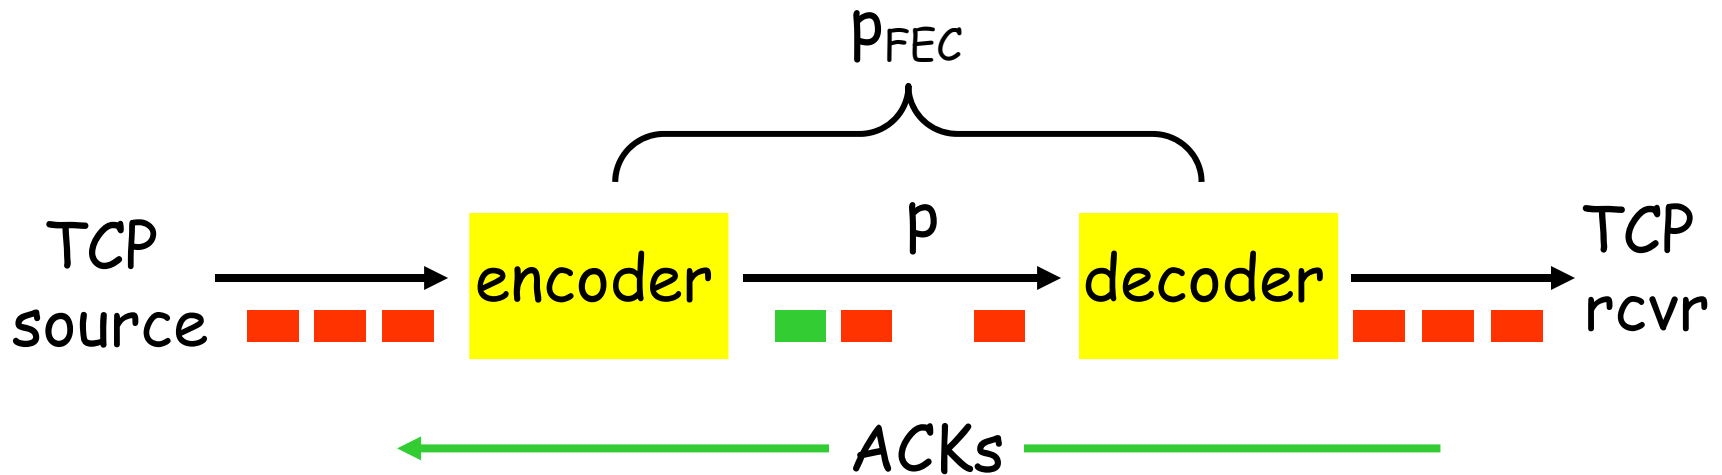 pFEC
TCP
source
encoder
p
decoder
TCP
rcvr
ACKs